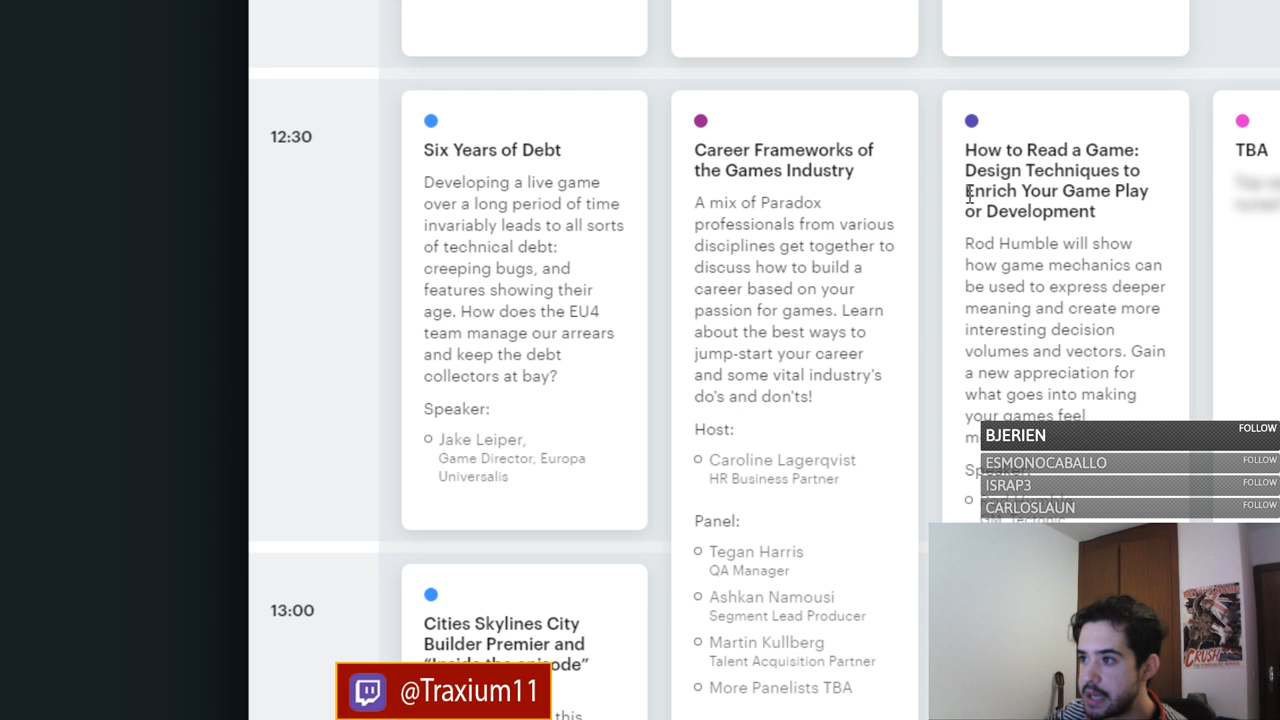 12:30
Six Years of Debt
Developing a live game
over a long period of time
invariably leads to all sorts
of technical debt:
creeping bugs, and
features showing their
age. How does the EU4
team manage our arrears
and keep the debt
collectors at bay?
Speaker:
Jake Leiper,
Game Director, Europa
Universalis
Career Frameworks of
the Games Industry
A mix of Paradox
professionals from various
disciplines get together to
discuss how to build a
career based on your
passion for games. Learn
about the best ways to
jump-start your career
and some vital industry's
do's and don'ts!
Host:
Caroline Lagerqvist
HR Business Partner
Panel:
Tegan Harris
QA Manager
Ashkan Namousi
Segment Lead Producer
Martin Kullberg
Talent Acquisition Partner
More Panelists TBA
How to Read a Game:
Design Techniques to
Enrich Your Game Play
or Development
Rod Humble will show
how game mechanics can
be used to express deeper
meaning and create more
interesting decision
volumes and vectors. Gain
a new appreciation for
what goes into making
your games feel
TBA
BJERIEN FOLLOW
ESMONOCABALLO FOLLOW
ISRAP3 FOLLOW
CARLOSLAUN FOLLOW
13:00
Cities Skylines City
Builder Premier and
“Inside the episode”
this
@Traxium11
CRUSH